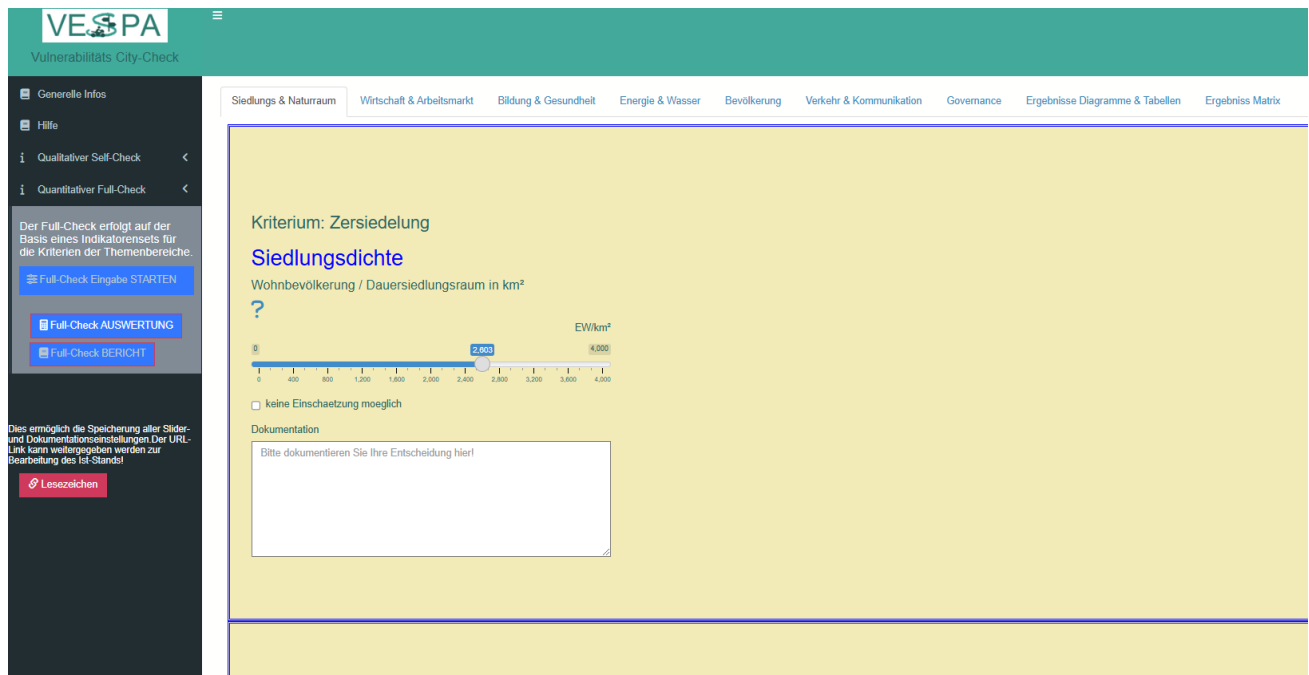 VESPA
Vulnerabilitäts City-Check
Generelle Infos
Hilfe
i Qualitativer Self-Check
i Quantitativer Full-Check
Der Full-Check erfolgt auf der
Basis eines Indikatorensets für
die Kriterien der Themenbereiche.
Full-Check Eingabe STARTEN
Full-Check AUSWERTUNG
Full-Check BERICHT
Dies ermöglich die Speicherung aller Slider-
und Dokumentationseinstellungen.Der URL-
Link kann weitergegeben werden zur
Bearbeitung des Ist-Stands!
Lesezeichen
Siedlungs & Naturraum Wirtschaft & Arbeitsmarkt Bildung & Gesundheit Energie & Wasser Bevölkerung Verkehr & Kommunikation Governance Ergebnisse Diagramme & Tabellen Ergebniss Matrix
Kriterium: Zersiedelung
Siedlungsdichte
Wohnbevölkerung / Dauersiedlungsraum in km²
?
EW/km²
0 2,603 4,000
0 400 800 1,200 1,600 2,000 2,400 2,800 3,200 3,600 4,000
keine Einschaetzung moeglich
Dokumentation
Bitte dokumentieren Sie Ihre Entscheidung hier!